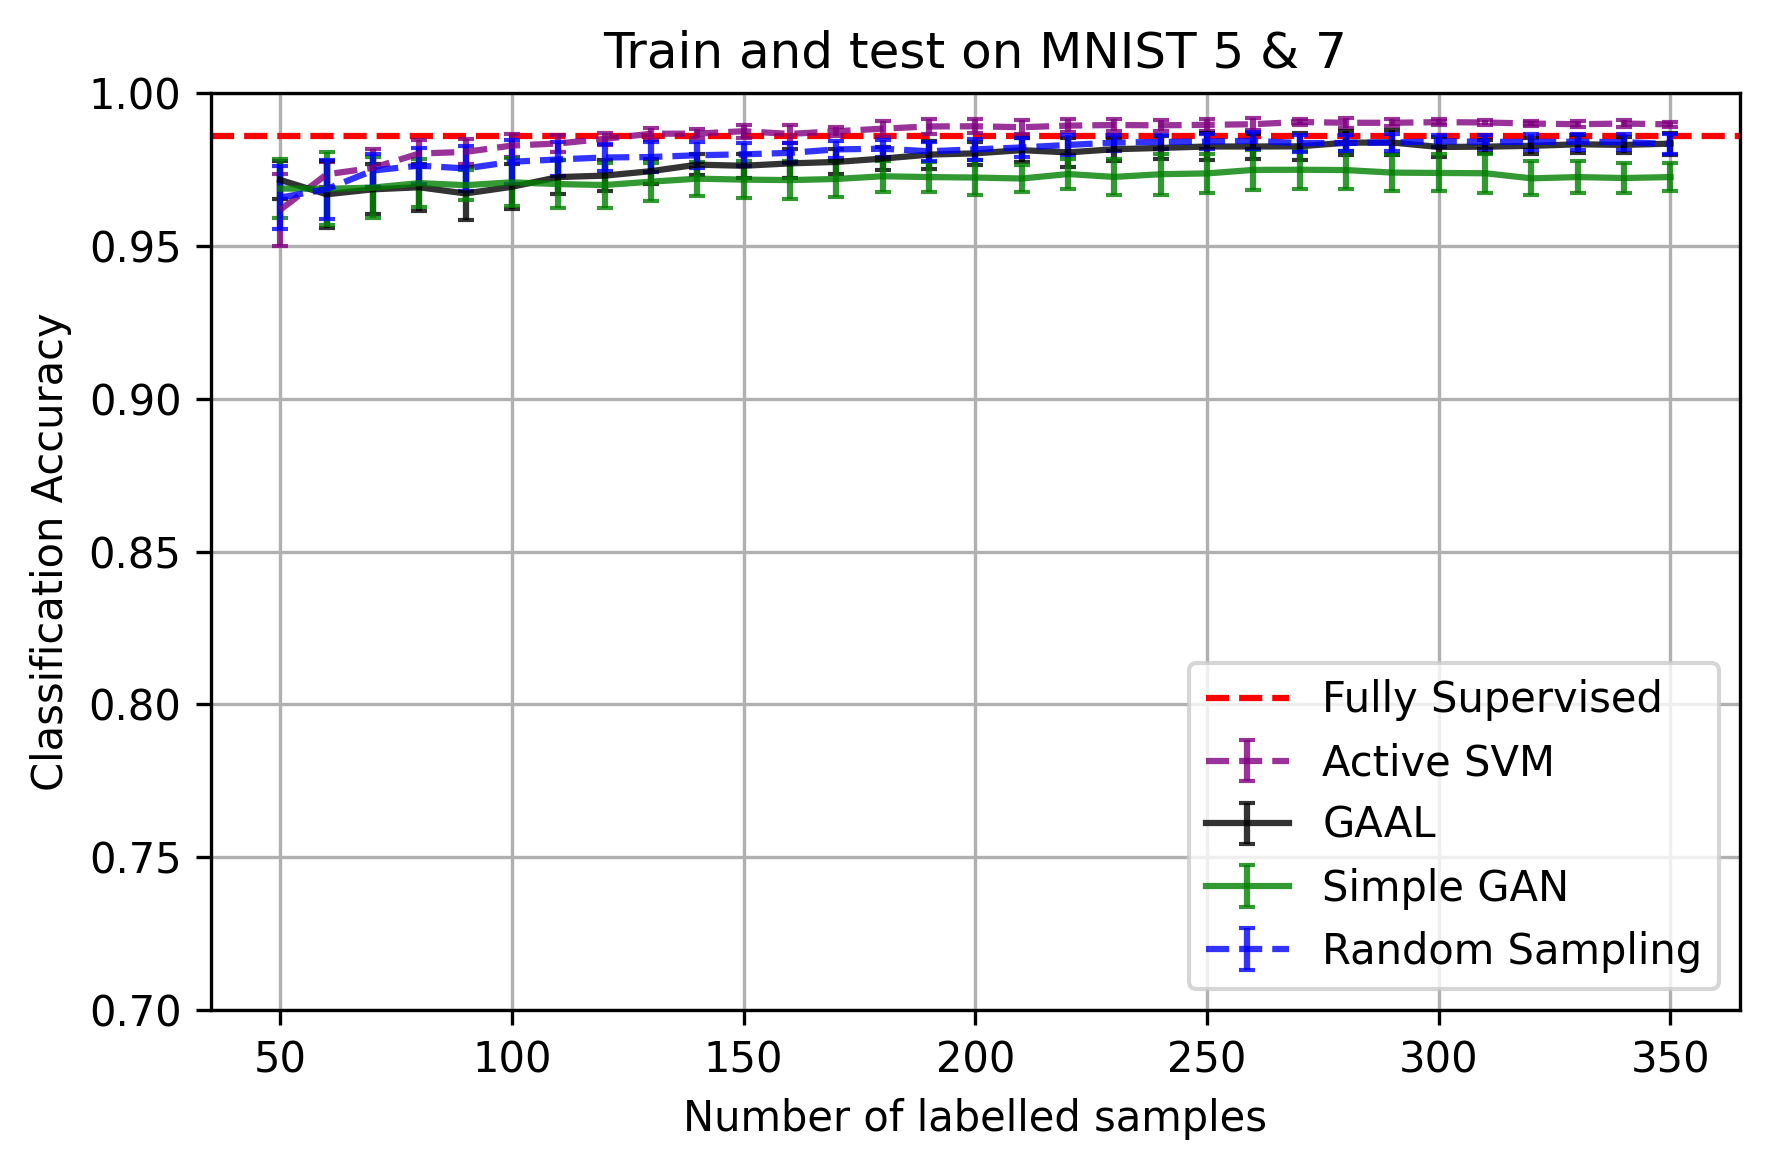 Train and test on MNIST 5 & 7
1.00
0.95
0.90
0.85
0.80
0.75
0.70
Classification Accuracy
50 100 150 200 250 300 350
Number of labelled samples
Fully Supervised
Active SVM
GAAL
Simple GAN
Random Sampling